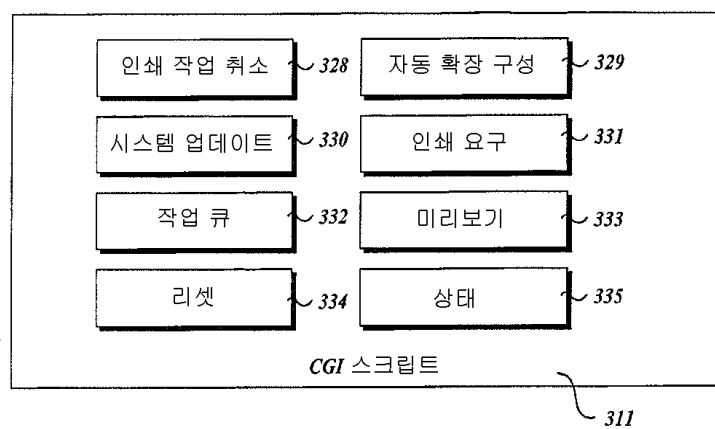 인쇄 작업 취소 328 자동 확장 구성 329
시스템 업데이트 330 인쇄 요구 331
작업 큐 332 미리보기 333
리셋 334 상태 335
CGI 스크립트
311